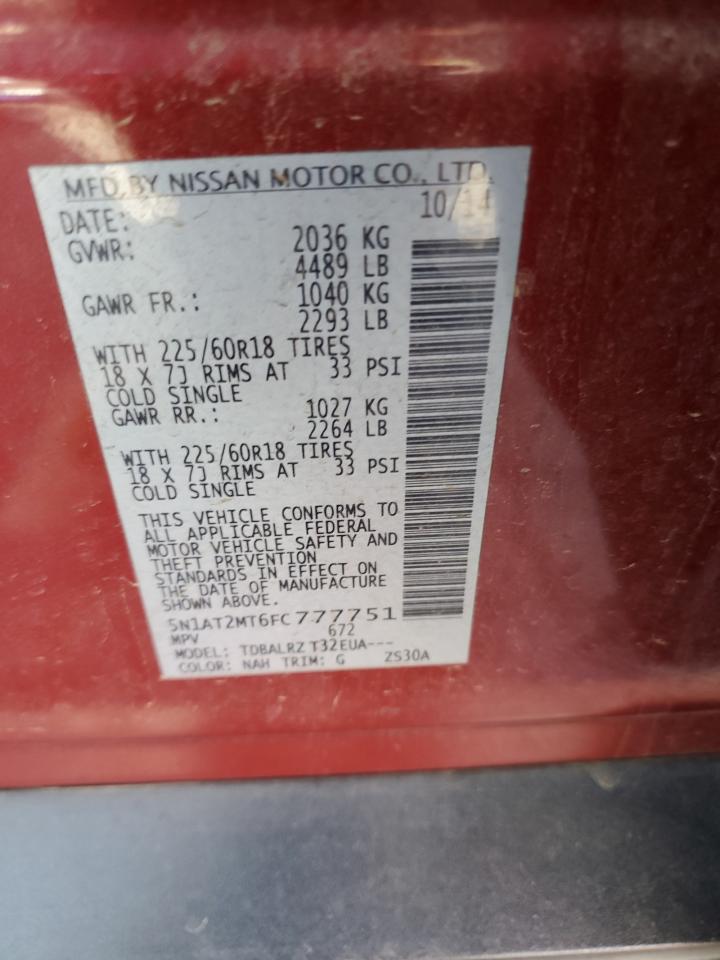 MFD.BY NISSAN MOTOR CO., LTD.
DATE: 10/14
GVWR: 2036 KG
4489 LB
GAWR FR.: 1040 KG
2293 LB
WITH 225/60R18 TIRES
18 X 7J RIMS AT 33 PSI
COLD SINGLE
GAWR RR.: 1027 KG
2264 LB
WITH 225/60R18 TIRES
18 X 7J RIMS AT 33 PSI
COLD SINGLE
THIS VEHICLE CONFORMS TO
ALL APPLICABLE FEDERAL
MOTOR VEHICLE SAFETY AND
THEFT PREVENTION
STANDARDS IN EFFECT ON
THE DATE OF MANUFACTURE
SHOWN ABOVE.
5N1AT2MT6FC777751
MPV 672
MODEL: TDBALRZ T32EUA---
COLOR: NAH TRIM: G ZS30A